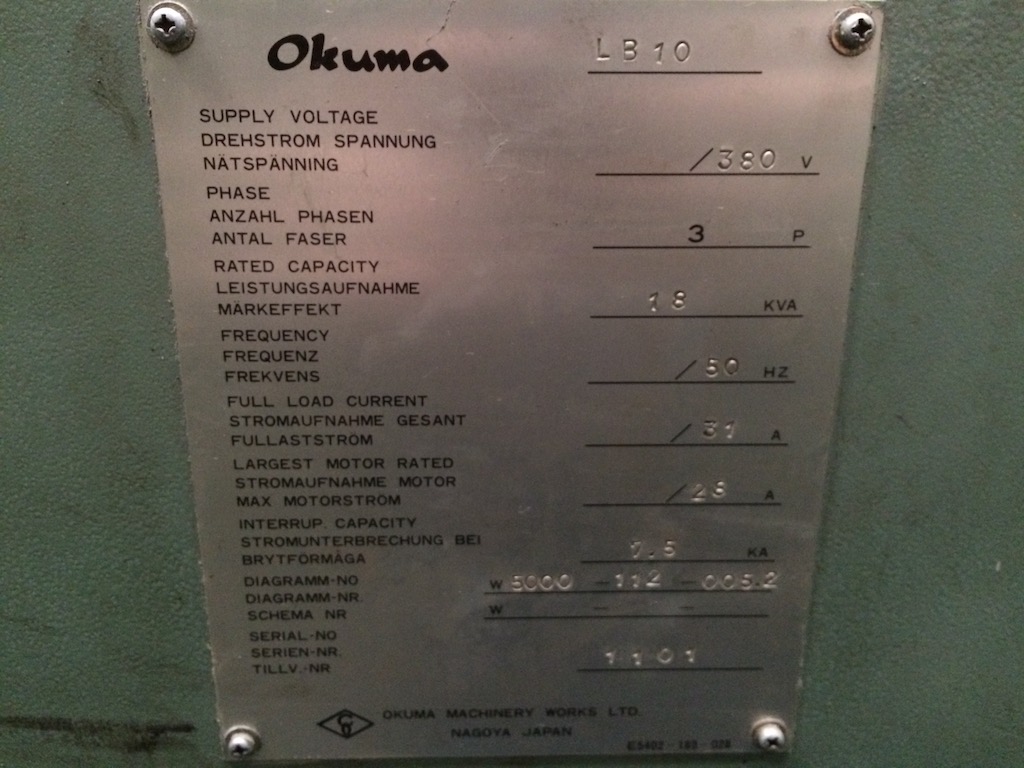 Okuma LB10
SUPPLY VOLTAGE
DREHSTROM SPANNUNG
NÄTSPÄNNING /380 V
PHASE
ANZAHL PHASEN
ANTAL FASER 3 P
RATED CAPACITY
LEISTUNGSAUFNAHME
MÄRKEFFEKT 18 KVA
FREQUENCY
FREQUENZ
FREKVENS /50 HZ
FULL LOAD CURRENT
STROMAUFNAHME GESANT
FULLASTSTRÖM /31 A
LARGEST MOTOR RATED
STROMAUFNAHME MOTOR
MAX MOTORSTRÖM /28 A
INTERRUP. CAPACITY
STROMUNTERBRECHUNG BEI
BRYTFÖRMÅGA 7.5 KA
DIAGRAMM-NO W 5000 -112 -005.2
DIAGRAMM-NR.
SCHEMA NR W - -
SERIAL-NO
SERIEN-NR.
TILLV.-NR 1101
OKUMA MACHINERY WORKS LTD.
NAGOYA JAPAN